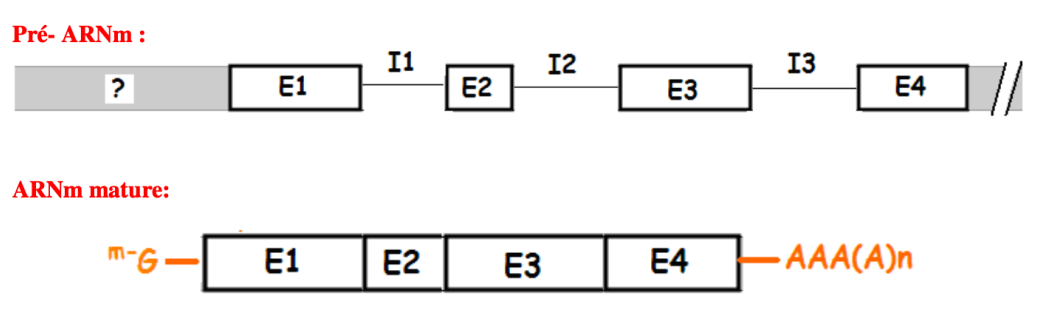 Pré- ARNm :
I1 I2 I3
? E1 E2 E3 E4
ARNm mature:
m-G E1 E2 E3 E4 AAA(A)n